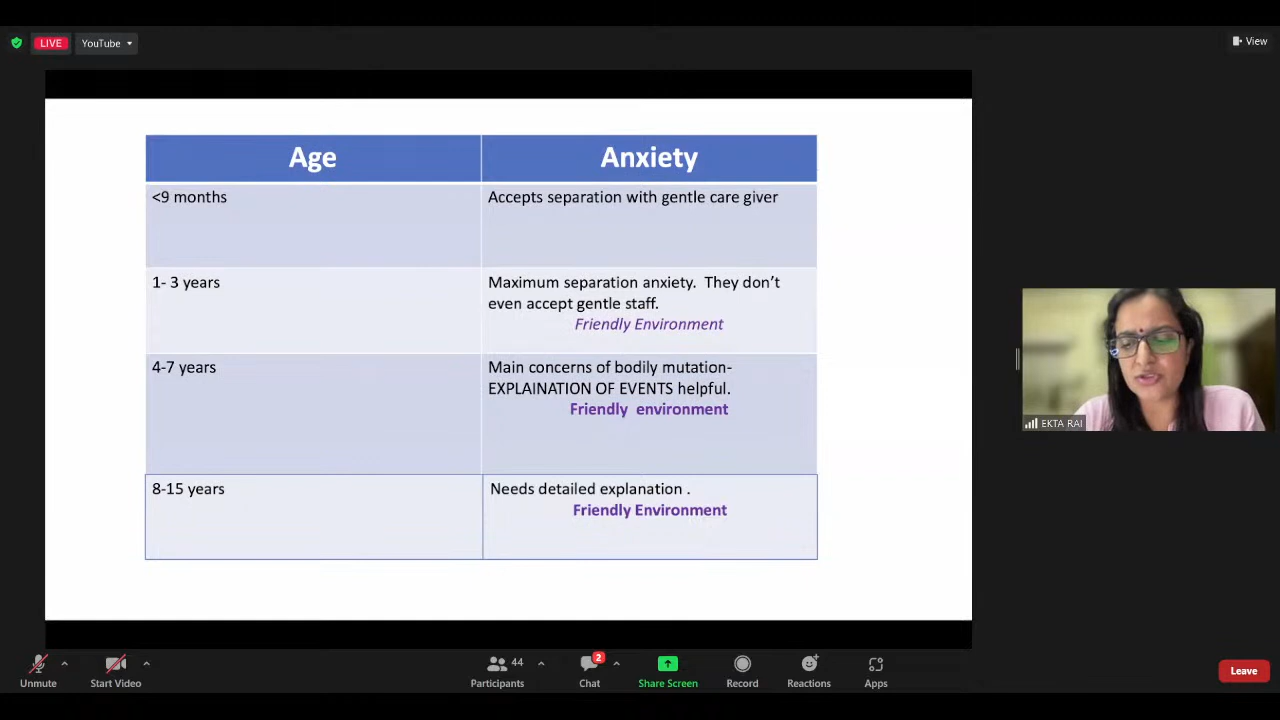 LIVE
YouTube
View
Age
Anxiety
<9 months
Accepts separation with gentle care giver
1- 3 years
Maximum separation anxiety. They don't
even accept gentle staff.
Friendly Environment
4-7 years
Main concerns of bodily mutation-
EXPLAINATION OF EVENTS helpful.
Friendly environment
8-15 years
Needs detailed explanation .
Friendly Environment
EKTA RAI
Unmute
Start Video
44
Participants
2
Chat
Share Screen
Record
Reactions
Apps
Leave